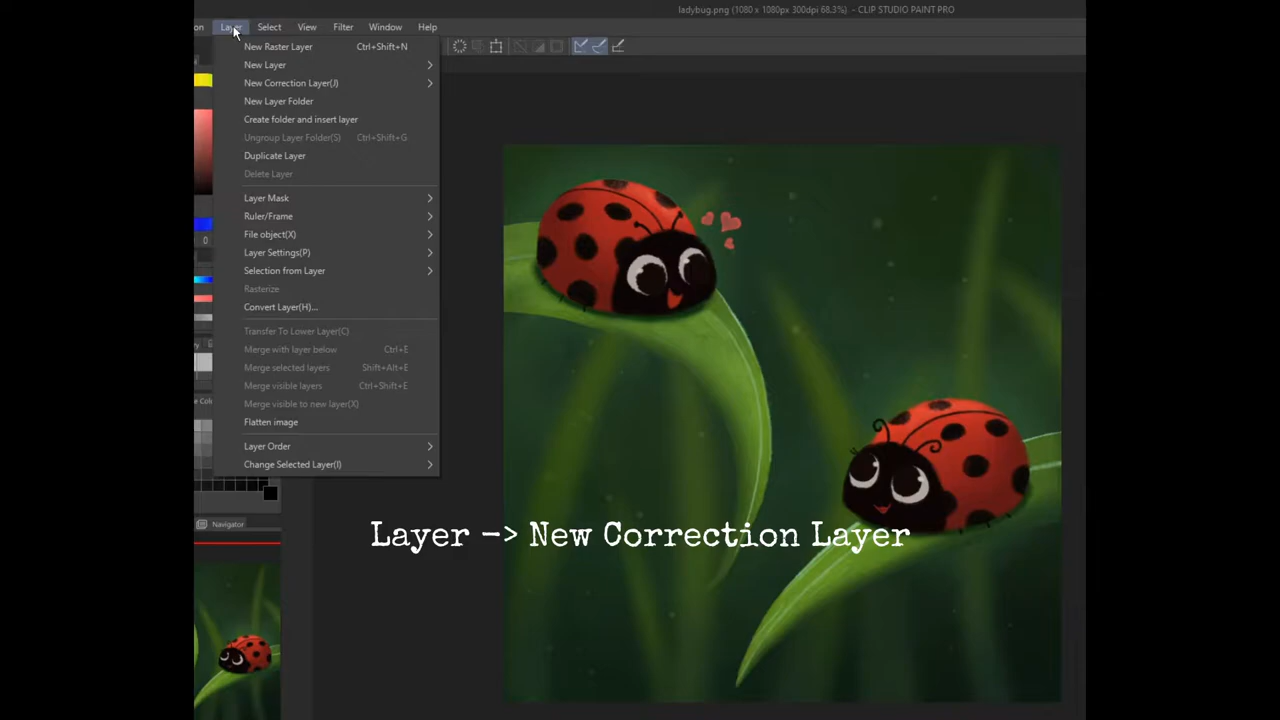 ladybug.png (1080 x 1080px 300dpi 68.3%) - CLIP STUDIO PAINT PRO
Layer Select View Filter Window Help
New Raster Layer Ctrl+Shift+N
New Layer
New Correction Layer(J)
New Layer Folder
Create folder and insert layer
Ungroup Layer Folder(S) Ctrl+Shift+G
Duplicate Layer
Delete Layer
Layer Mask
Ruler/Frame
File object(X)
Layer Settings(P)
Selection from Layer
Rasterize
Convert Layer(H)...
Transfer To Lower Layer(C)
Merge with layer below Ctrl+E
Merge selected layers Shift+Alt+E
Merge visible layers Ctrl+Shift+E
Merge visible to new layer(X)
Flatten image
Layer Order
Change Selected Layer(I)
0
Navigator
Layer -> New Correction Layer